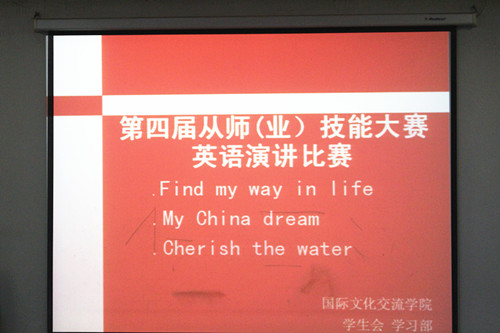 第四届从师(业）技能大赛
英语演讲比赛
.Find my way in life
.My China dream
.Cherish the water
国际文化交流学院
学生会 学习部